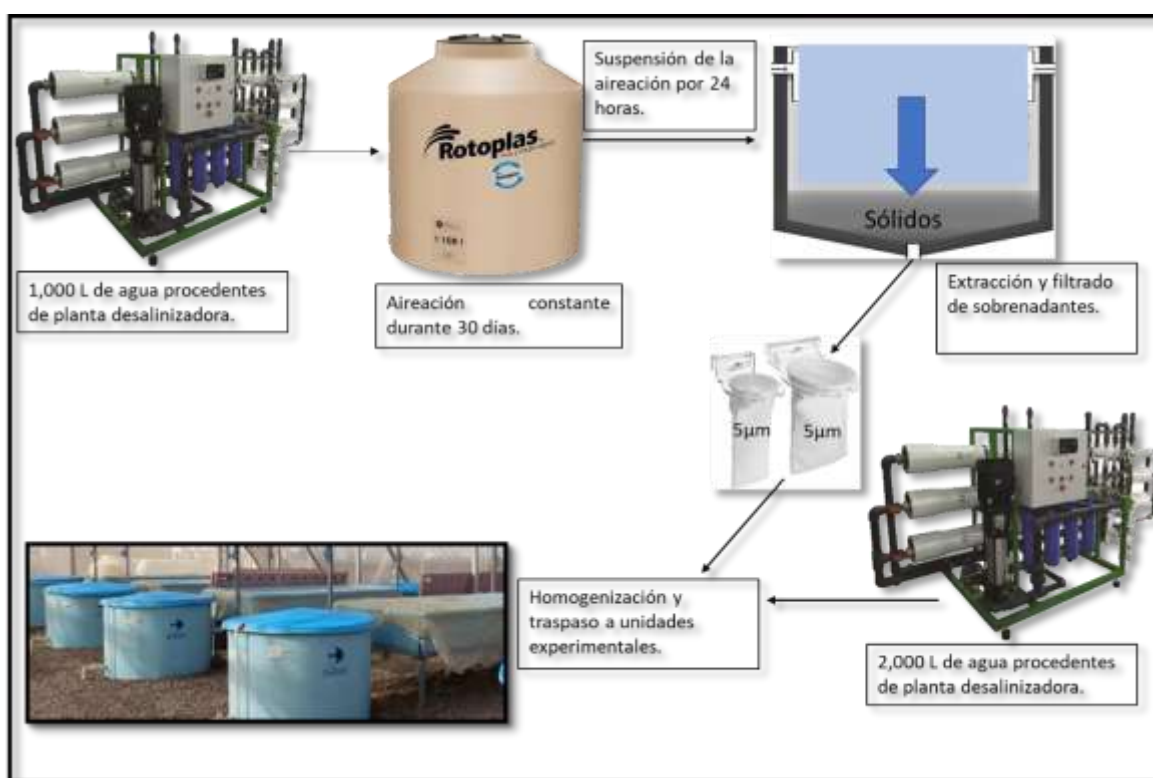 1,000 L de agua procedentes
de planta desalinizadora.
Rotoplas
Aireación constante
durante 30 días.
Suspensión de la
aireación por 24
horas.
Sólidos
Extracción y filtrado
de sobrenadantes.
5µm
5µm
2,000 L de agua procedentes
de planta desalinizadora.
Homogenización y
traspaso a unidades
experimentales.